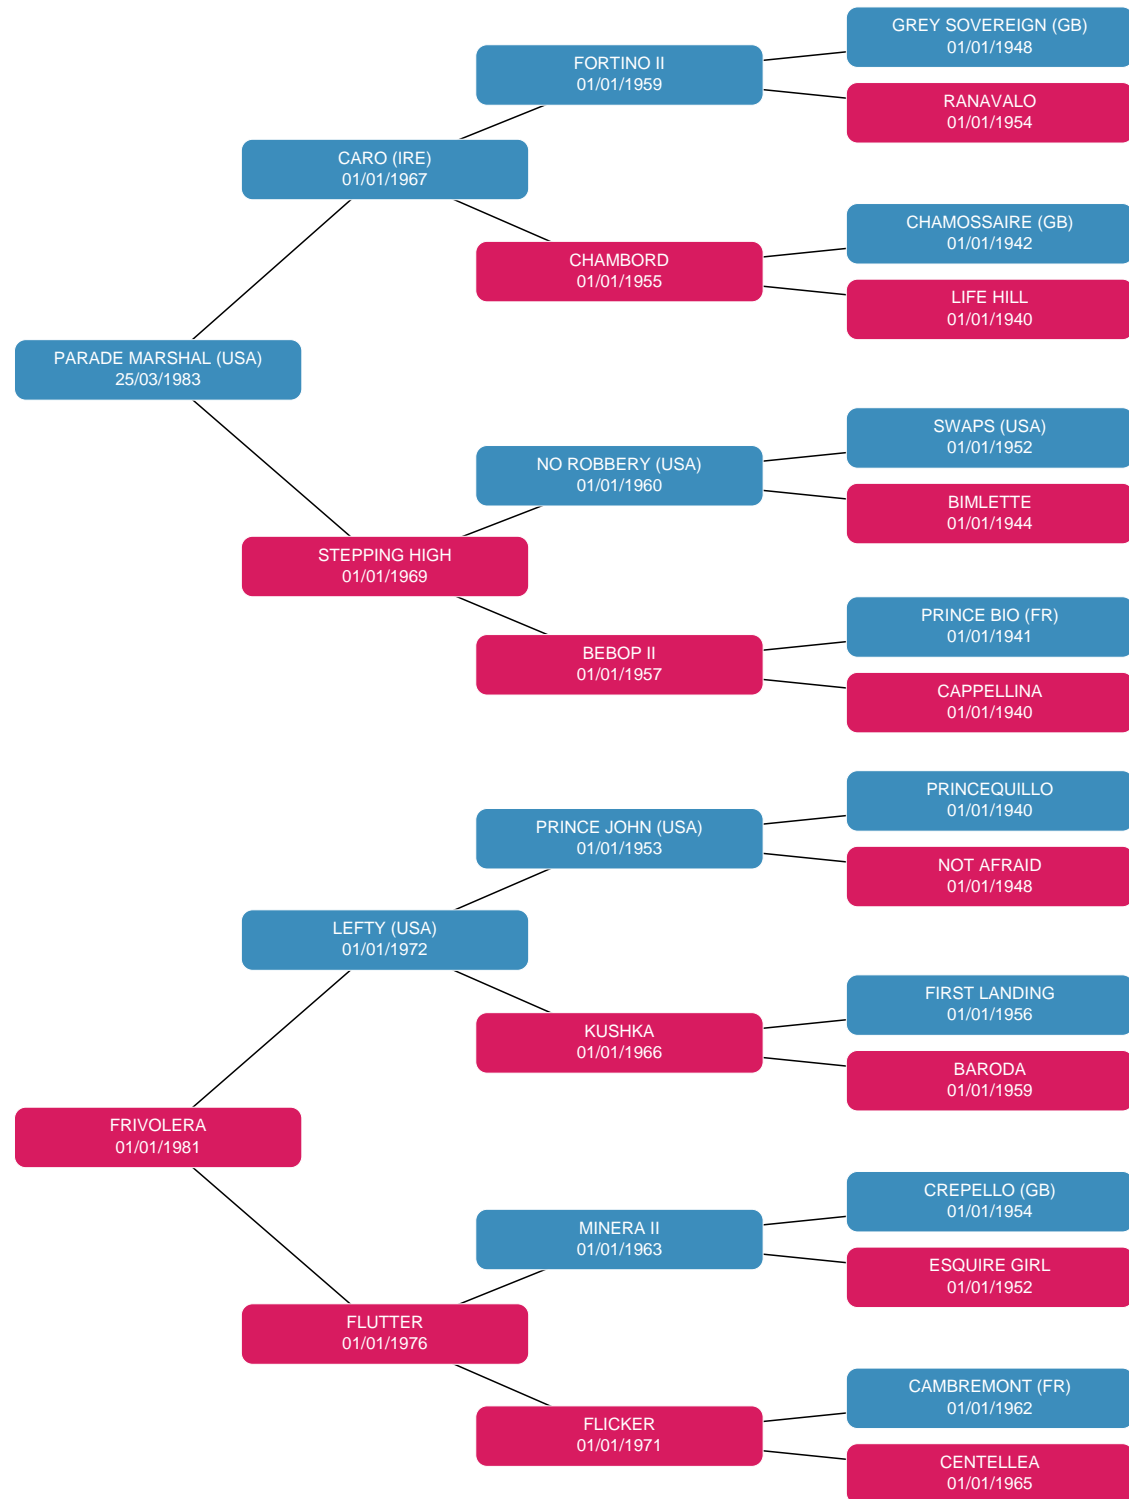 GREY SOVEREIGN (GB)
01/01/1948
FORTINO II
01/01/1959
RANAVALO
01/01/1954
CARO (IRE)
01/01/1967
CHAMOSSAIRE (GB)
01/01/1942
CHAMBORD
01/01/1955
LIFE HILL
01/01/1940
PARADE MARSHAL (USA)
25/03/1983
SWAPS (USA)
01/01/1952
NO ROBBERY (USA)
01/01/1960
BIMLETTE
01/01/1944
STEPPING HIGH
01/01/1969
PRINCE BIO (FR)
01/01/1941
BEBOP II
01/01/1957
CAPPELLINA
01/01/1940
PRINCEQUILLO
01/01/1940
PRINCE JOHN (USA)
01/01/1953
NOT AFRAID
01/01/1948
LEFTY (USA)
01/01/1972
FIRST LANDING
01/01/1956
KUSHKA
01/01/1966
BARODA
01/01/1959
FRIVOLERA
01/01/1981
CREPELLO (GB)
01/01/1954
MINERA II
01/01/1963
ESQUIRE GIRL
01/01/1952
FLUTTER
01/01/1976
CAMBREMONT (FR)
01/01/1962
FLICKER
01/01/1971
CENTELLEA
01/01/1965